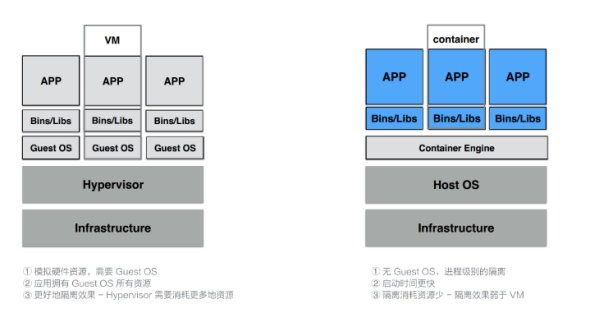 VM
APP APP APP
Bins/Libs Bins/Libs Bins/Libs
Guest OS Guest OS Guest OS
Hypervisor
Infrastructure
① 模拟硬件资源，需要 Guest OS
② 应用拥有 Guest OS 所有资源
③ 更好地隔离效果 – Hypervisor 需要消耗更多地资源
container
APP APP APP
Bins/Libs Bins/Libs Bins/Libs
Container Engine
Host OS
Infrastructure
① 无 Guest OS，进程级别的隔离
② 启动时间更快
③ 隔离消耗资源少 – 隔离效果弱于 VM